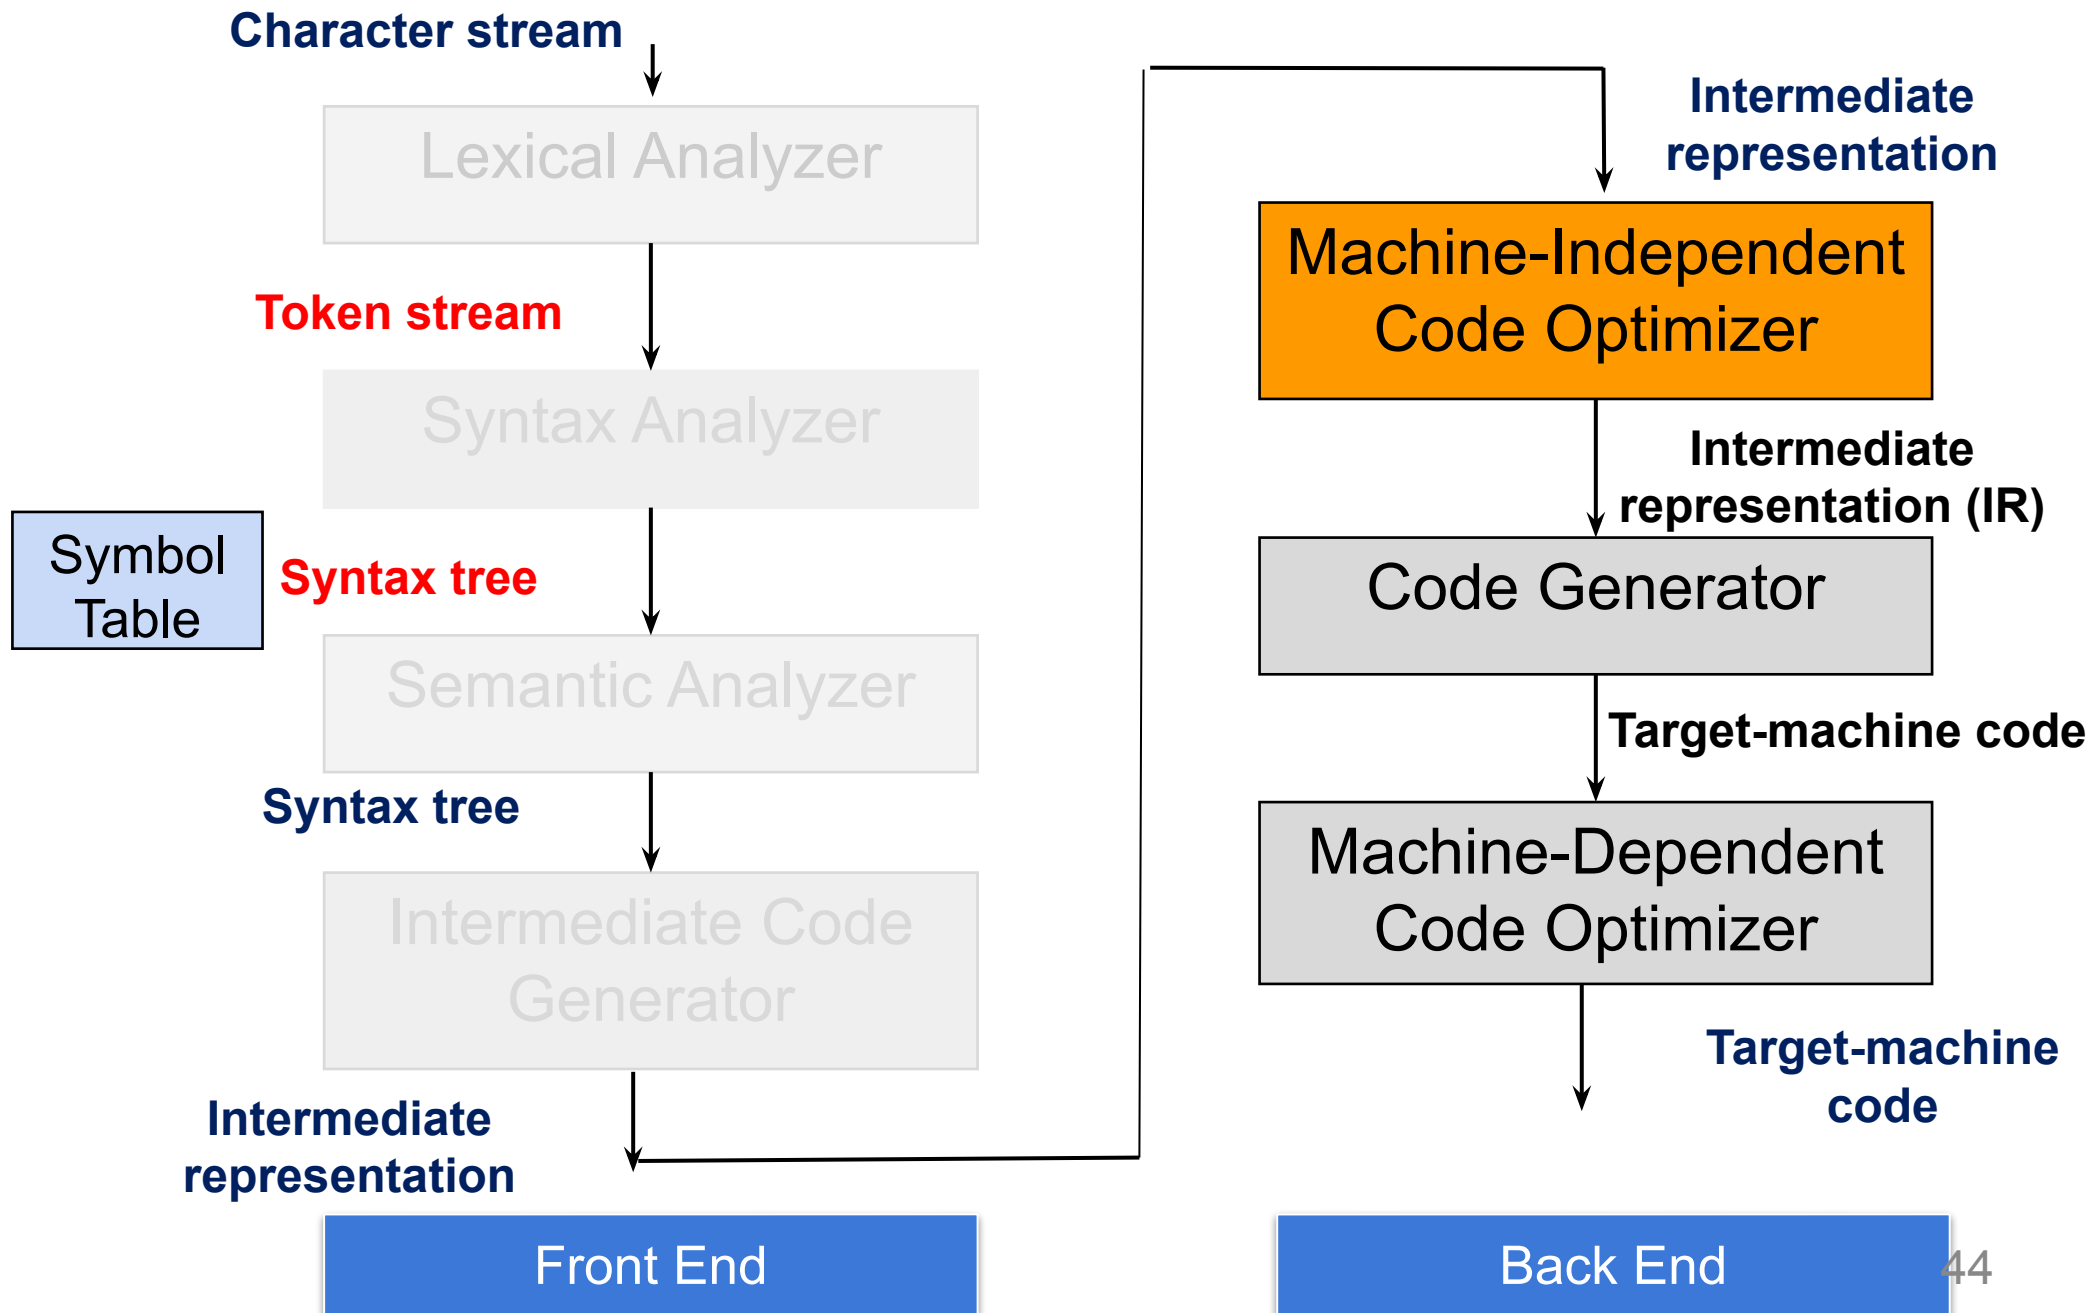 Character stream
Lexical Analyzer
Token stream
Syntax Analyzer
Symbol
Table
Syntax tree
Semantic Analyzer
Syntax tree
Intermediate Code
Generator
Intermediate
representation
Front End
Intermediate
representation
Machine-Independent
Code Optimizer
Intermediate
representation (IR)
Code Generator
Target-machine code
Machine-Dependent
Code Optimizer
Target-machine
code
Back End
44